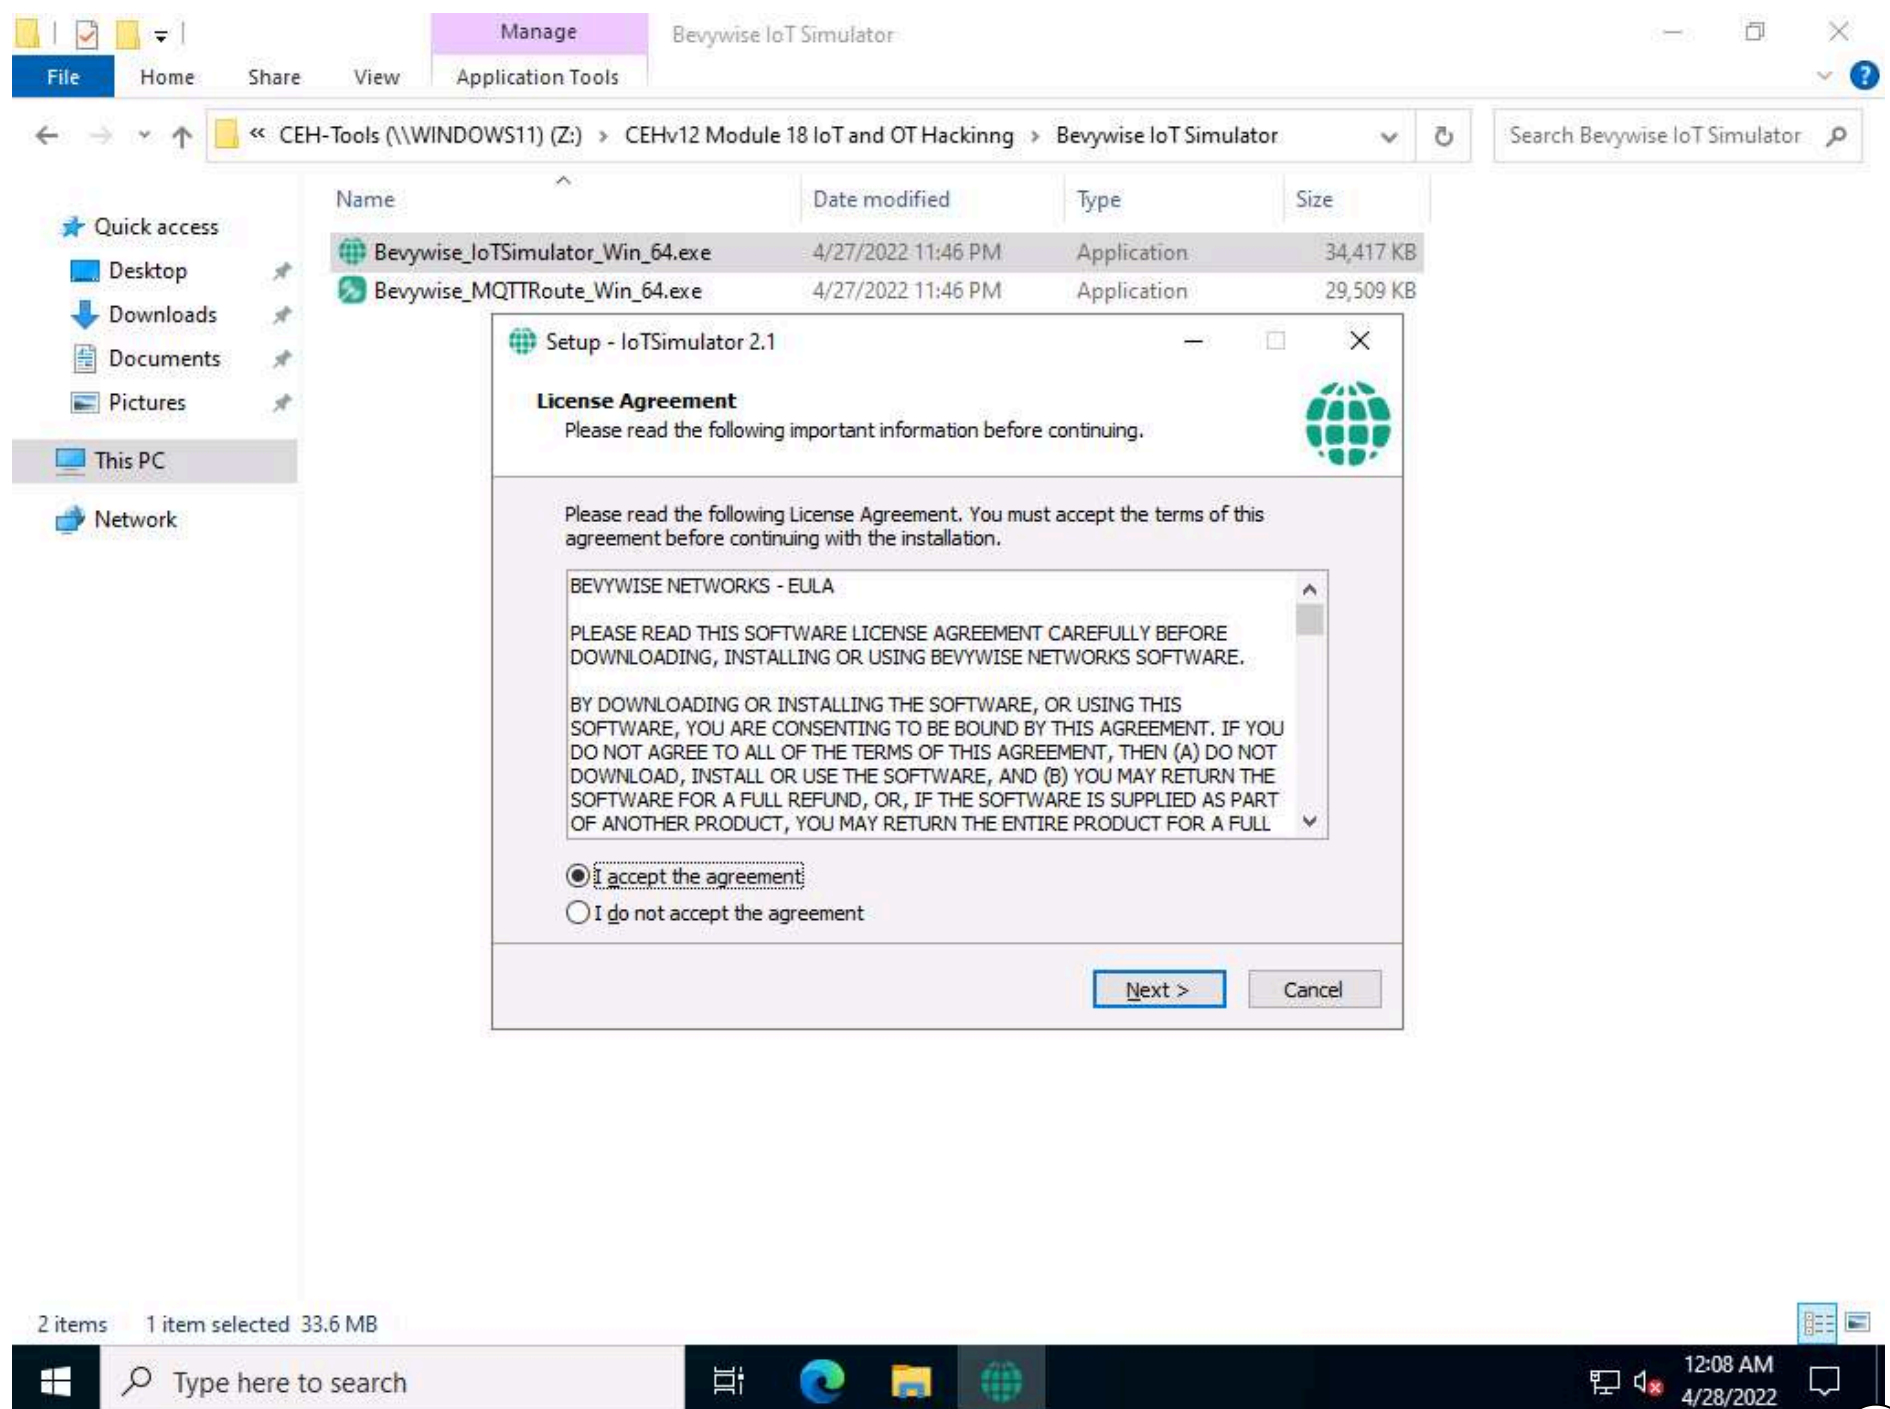 Manage
Bevywise IoT Simulator
File
Home
Share
View
Application Tools
« CEH-Tools (\\WINDOWS11) (Z:) > CEHv12 Module 18 IoT and OT Hackinng > Bevywise IoT Simulator
Search Bevywise IoT Simulator
Name
Date modified
Type
Size
Quick access
Desktop
Downloads
Documents
Pictures
This PC
Network
Bevywise_IoTSimulator_Win_64.exe 4/27/2022 11:46 PM Application 34,417 KB
Bevywise_MQTTRoute_Win_64.exe 4/27/2022 11:46 PM Application 29,509 KB
Setup - IoTSimulator 2.1
License Agreement
Please read the following important information before continuing.
Please read the following License Agreement. You must accept the terms of this
agreement before continuing with the installation.
BEVYWISE NETWORKS - EULA
PLEASE READ THIS SOFTWARE LICENSE AGREEMENT CAREFULLY BEFORE
DOWNLOADING, INSTALLING OR USING BEVYWISE NETWORKS SOFTWARE.
BY DOWNLOADING OR INSTALLING THE SOFTWARE, OR USING THIS
SOFTWARE, YOU ARE CONSENTING TO BE BOUND BY THIS AGREEMENT. IF YOU
DO NOT AGREE TO ALL OF THE TERMS OF THIS AGREEMENT, THEN (A) DO NOT
DOWNLOAD, INSTALL OR USE THE SOFTWARE, AND (B) YOU MAY RETURN THE
SOFTWARE FOR A FULL REFUND, OR, IF THE SOFTWARE IS SUPPLIED AS PART
OF ANOTHER PRODUCT, YOU MAY RETURN THE ENTIRE PRODUCT FOR A FULL
I accept the agreement
I do not accept the agreement
Next >
Cancel
2 items 1 item selected 33.6 MB
Type here to search
12:08 AM
4/28/2022